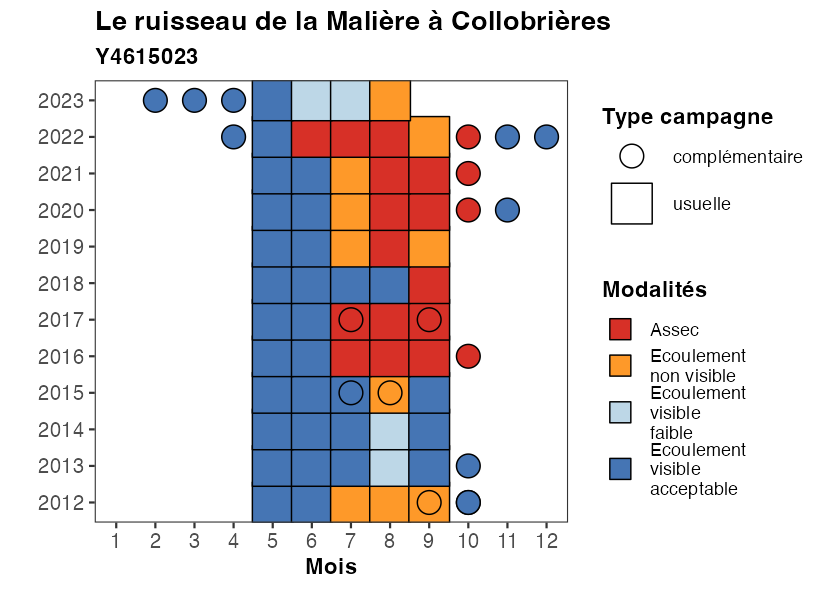 Le ruisseau de la Malière à Collobrières
Y4615023
2023
2022
2021
2020
2019
2018
2017
2016
2015
2014
2013
2012
1 2 3 4 5 6 7 8 9 10 11 12
Mois
Type campagne
complémentaire
usuelle
Modalités
Assec
Ecoulement
non visible
Ecoulement
visible
faible
Ecoulement
visible
acceptable